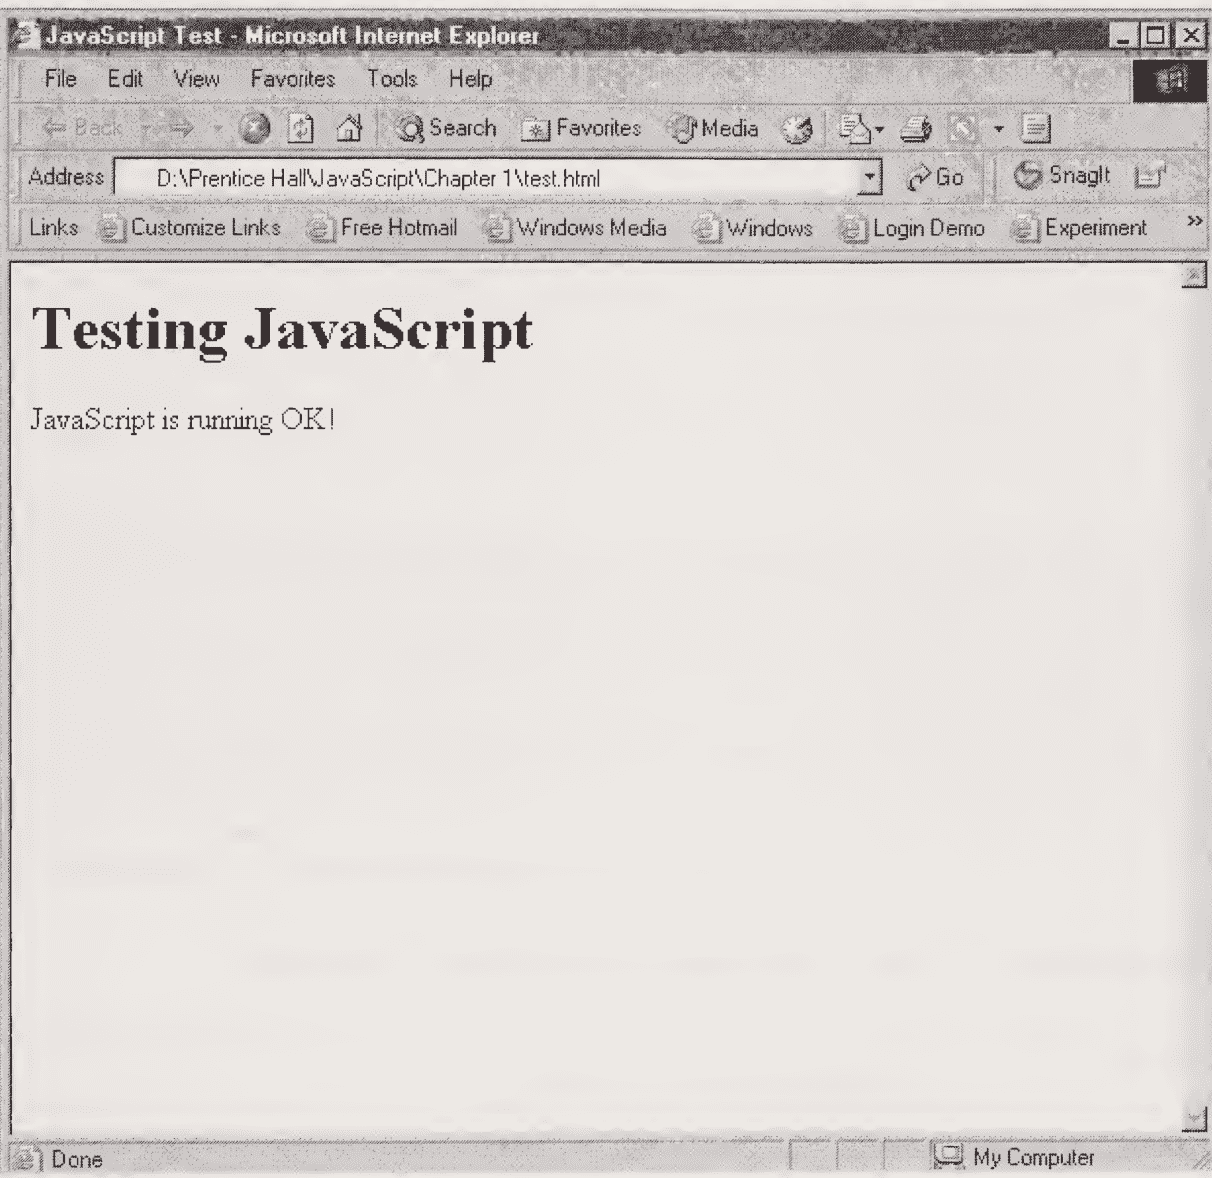 JavaScript Test - Microsoft Internet Explorer
File Edit View Favorites Tools Help
Back Search Favorites Media
Address D:\Prentice Hall\JavaScript\Chapter 1\test.html Go SnagIt
Links Customize Links Free Hotmail Windows Media Windows Login Demo Experiment »
Testing JavaScript
JavaScript is running OK!
Done My Computer